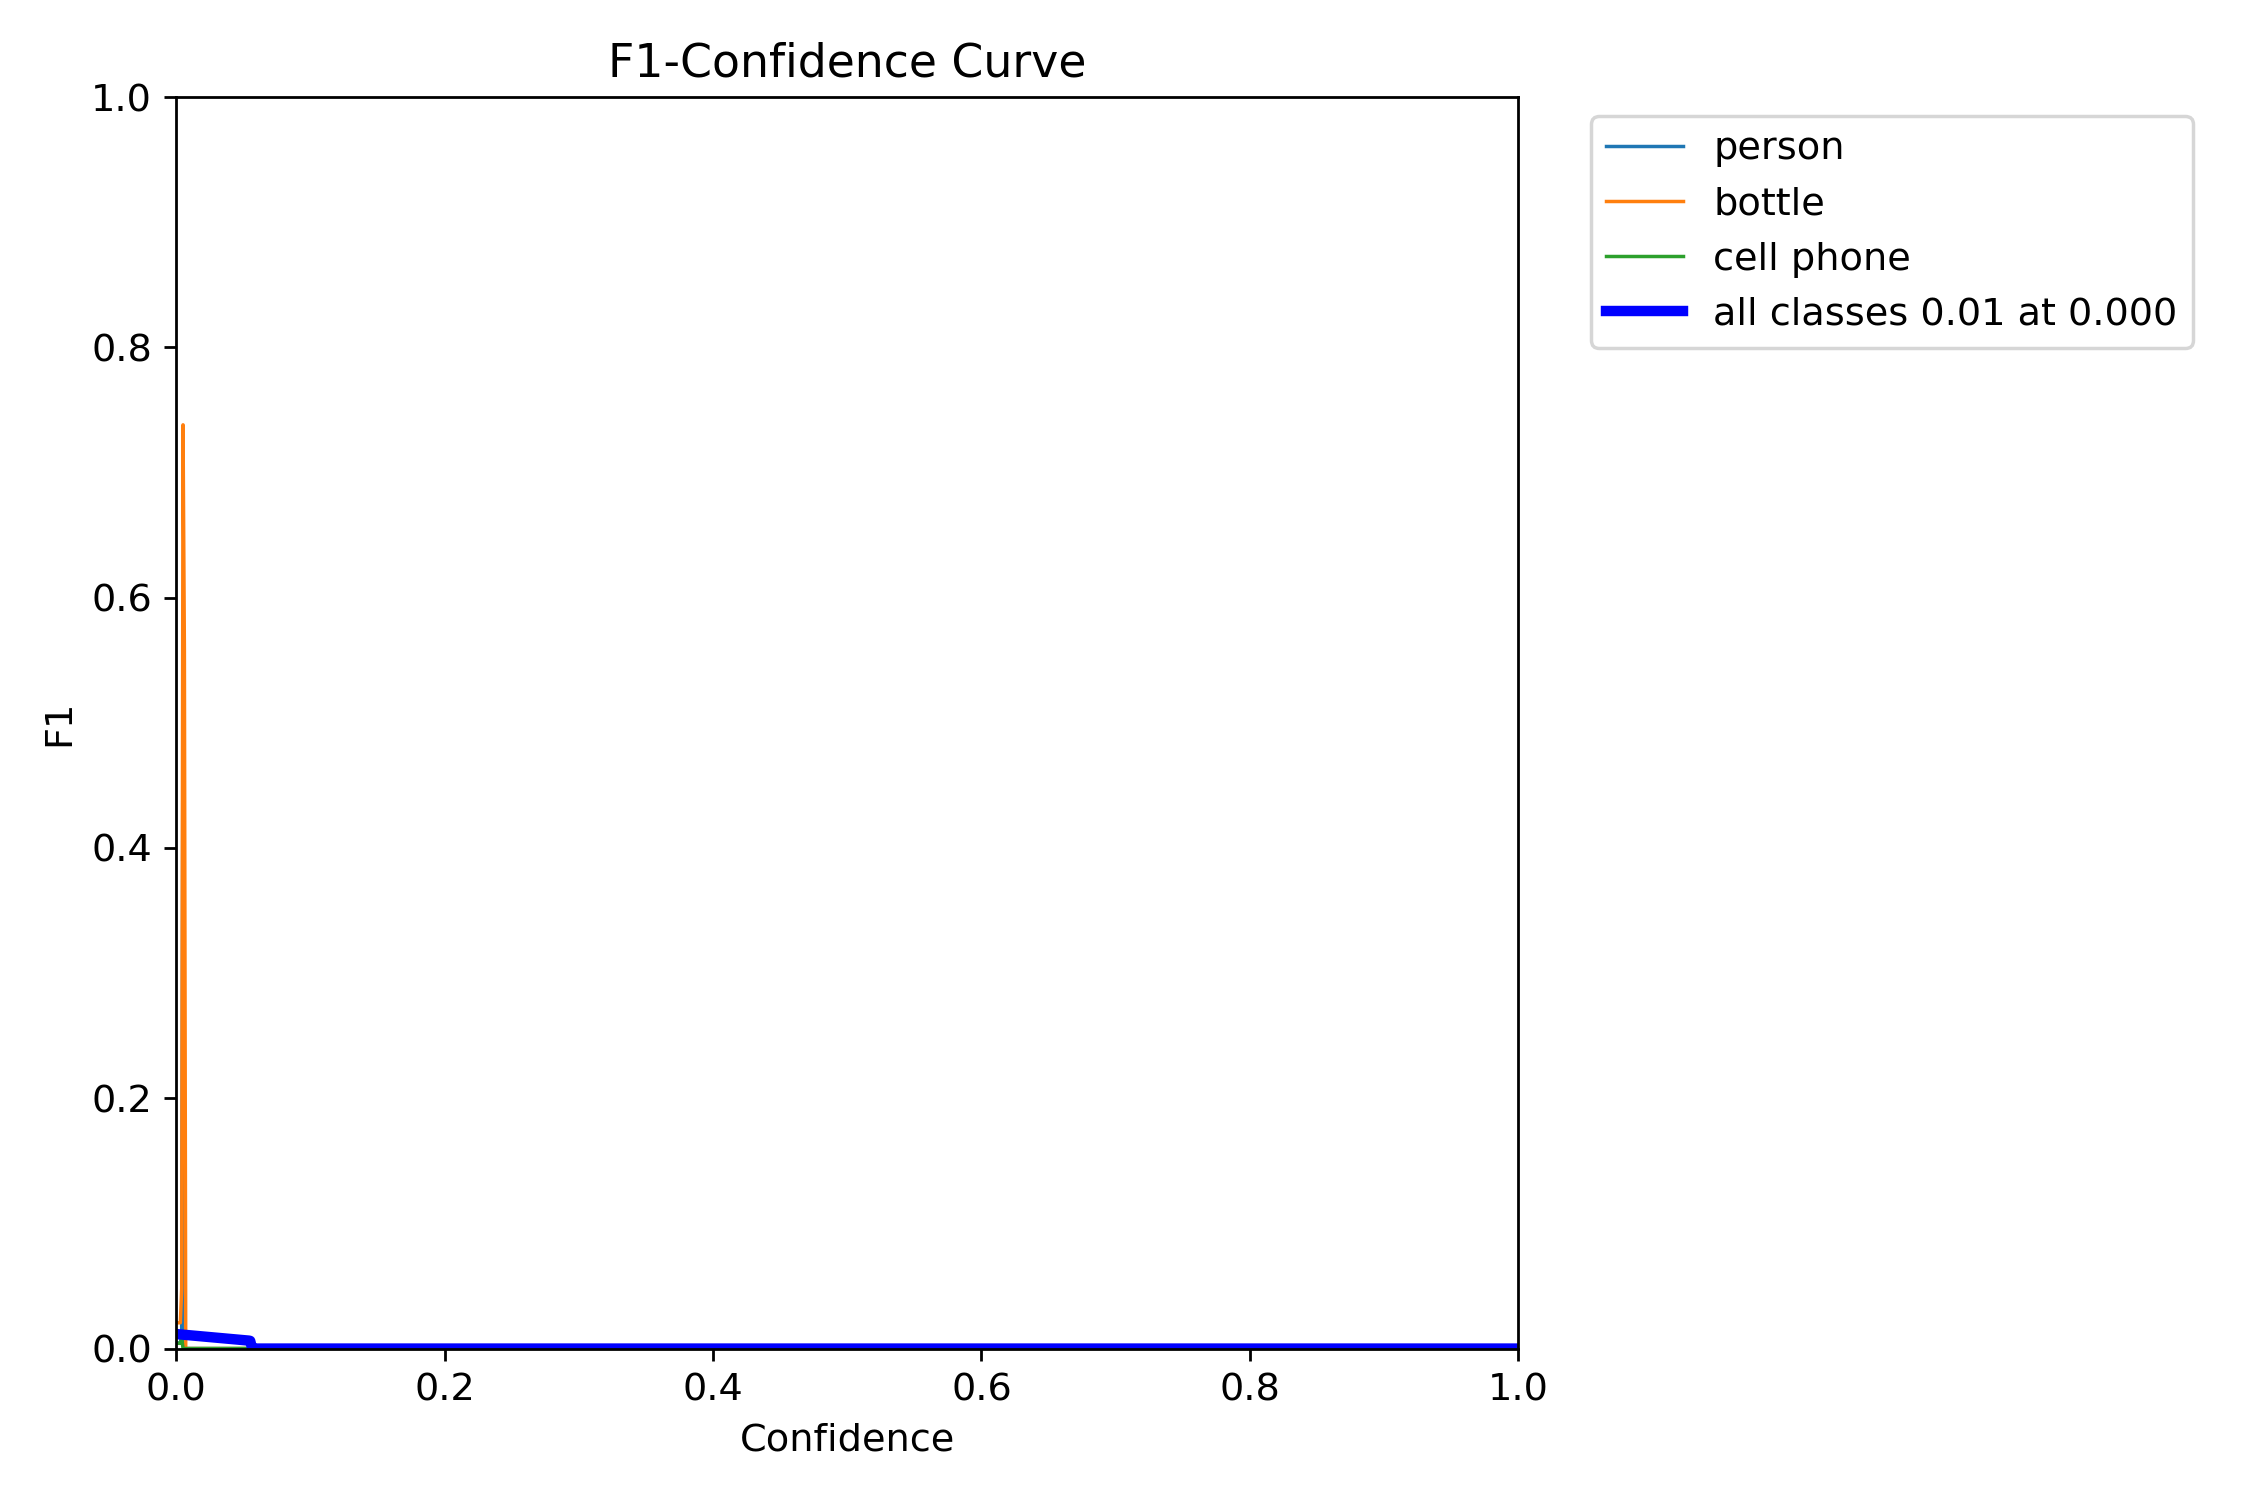 F1-Confidence Curve
1.0
0.8
0.6
0.4
0.2
0.0
F1
0.0 0.2 0.4 0.6 0.8 1.0
Confidence
person
bottle
cell phone
all classes 0.01 at 0.000